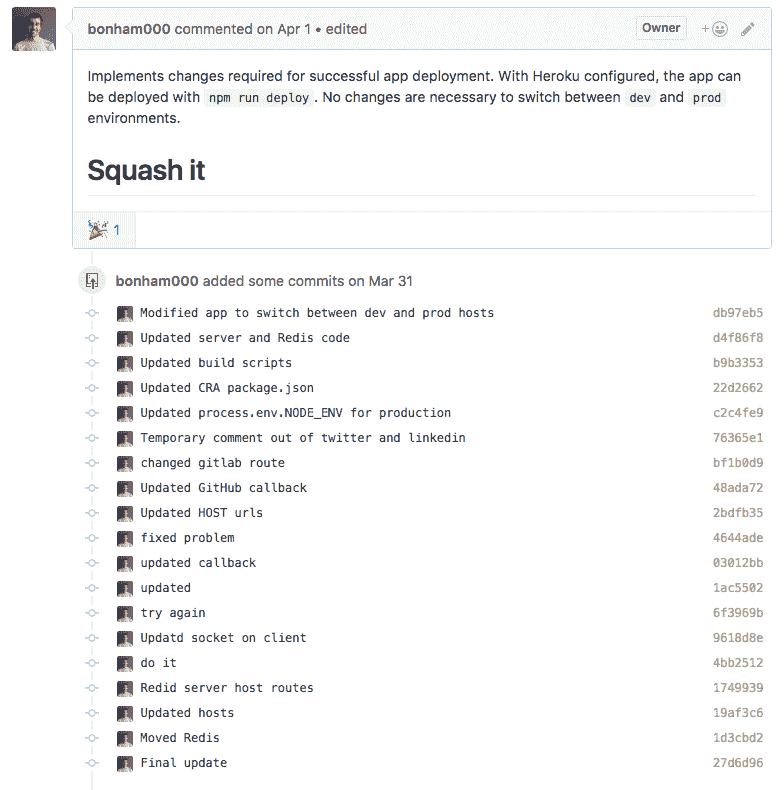 bonham000 commented on Apr 1 • edited
Owner
Implements changes required for successful app deployment. With Heroku configured, the app can
be deployed with npm run deploy. No changes are necessary to switch between dev and prod
environments.
Squash it
1
bonham000 added some commits on Mar 31
Modified app to switch between dev and prod hosts db97eb5
Updated server and Redis code d4f86f8
Updated build scripts b9b3353
Updated CRA package.json 22d2662
Updated process.env.NODE_ENV for production c2c4fe9
Temporary comment out of twitter and linkedin 76365e1
changed gitlab route bf1b0d9
Updated GitHub callback 48ada72
Updated HOST urls 2bdfb35
fixed problem 4644ade
updated callback 03012bb
updated 1ac5502
try again 6f3969b
Updatd socket on client 9618d8e
do it 4bb2512
Redid server host routes 1749939
Updated hosts 19af3c6
Moved Redis 1d3cbd2
Final update 27d6d96